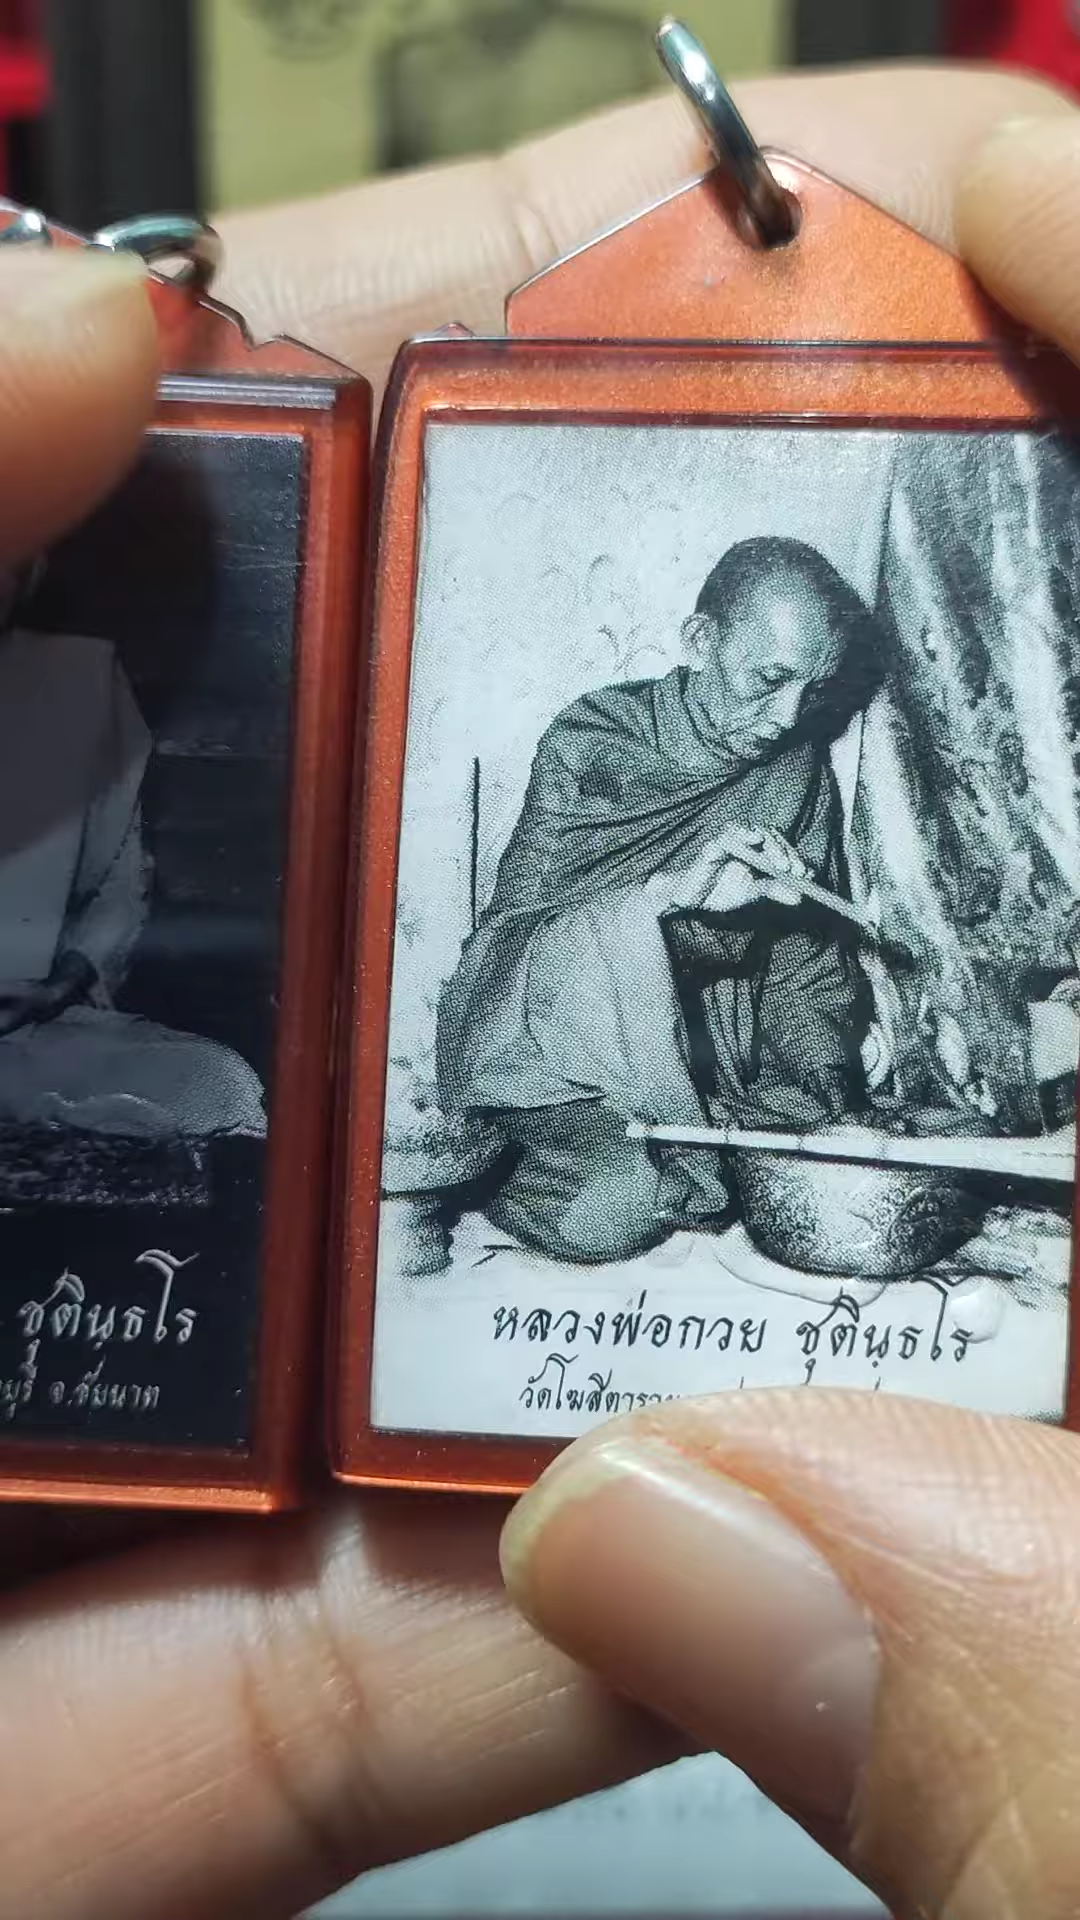 ชุตินฺธโร
จ.ชัยนาท
หลวงพ่อกวย ชุตินฺธโร
วัดโฆสิตาราม